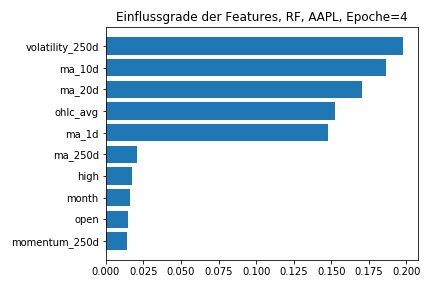 Einflussgrade der Features, RF, AAPL, Epoche=4
volatility_250d
ma_10d
ma_20d
ohlc_avg
ma_1d
ma_250d
high
month
open
momentum_250d
0.000 0.025 0.050 0.075 0.100 0.125 0.150 0.175 0.200